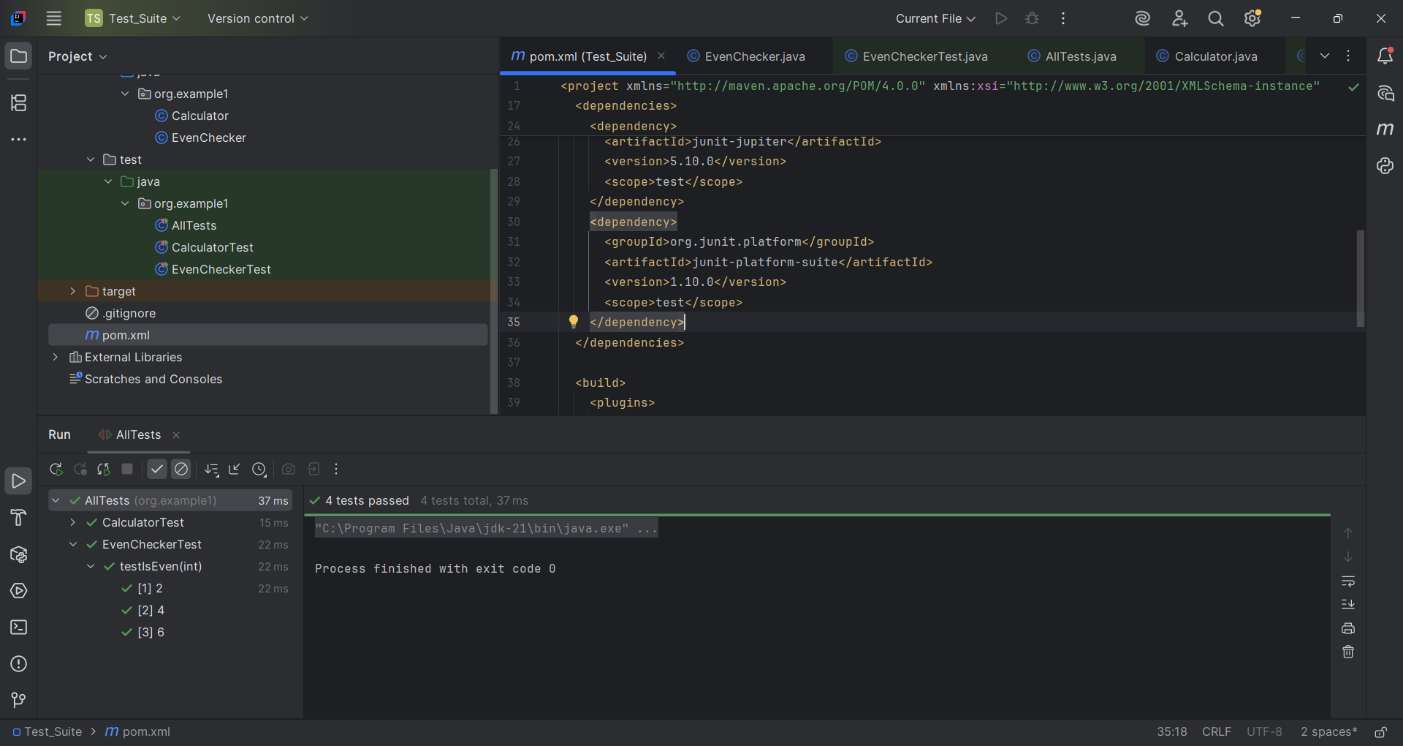 TS Test_Suite Version control Current File
Project
pom.xml (Test_Suite) EvenChecker.java EvenCheckerTest.java AllTests.java Calculator.java
org.example1
Calculator
EvenChecker
test
java
org.example1
AllTests
CalculatorTest
EvenCheckerTest
target
.gitignore
m pom.xml
External Libraries
Scratches and Consoles
1 <project xmlns="http://maven.apache.org/POM/4.0.0" xmlns:xsi="http://www.w3.org/2001/XMLSchema-instance"
17 <dependencies>
24 <dependency>
26 <artifactId>junit-jupiter</artifactId>
27 <version>5.10.0</version>
28 <scope>test</scope>
29 </dependency>
30 <dependency>
31 <groupId>org.junit.platform</groupId>
32 <artifactId>junit-platform-suite</artifactId>
33 <version>1.10.0</version>
34 <scope>test</scope>
35 </dependency>
36 </dependencies>
37
38 <build>
39 <plugins>
Run AllTests
AllTests (org.example1) 37 ms
CalculatorTest 15 ms
EvenCheckerTest 22 ms
testIsEven(int) 22 ms
[1] 2 22 ms
[2] 4
[3] 6
4 tests passed 4 tests total, 37 ms
"C:\Program Files\Java\jdk-21\bin\java.exe" ...
Process finished with exit code 0
Test_Suite > m pom.xml 35:18 CRLF UTF-8 2 spaces*